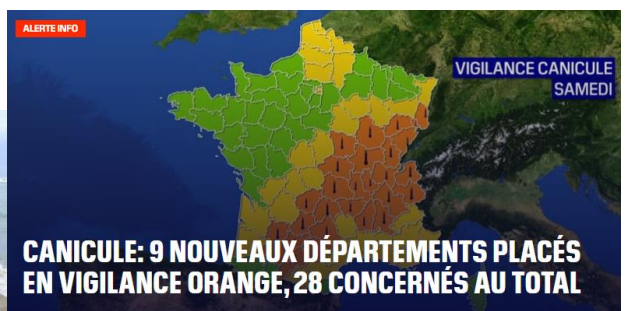 ALERTE INFO
VIGILANCE CANICULE
SAMEDI
CANICULE: 9 NOUVEAUX DÉPARTEMENTS PLACÉS
EN VIGILANCE ORANGE, 28 CONCERNÉS AU TOTAL